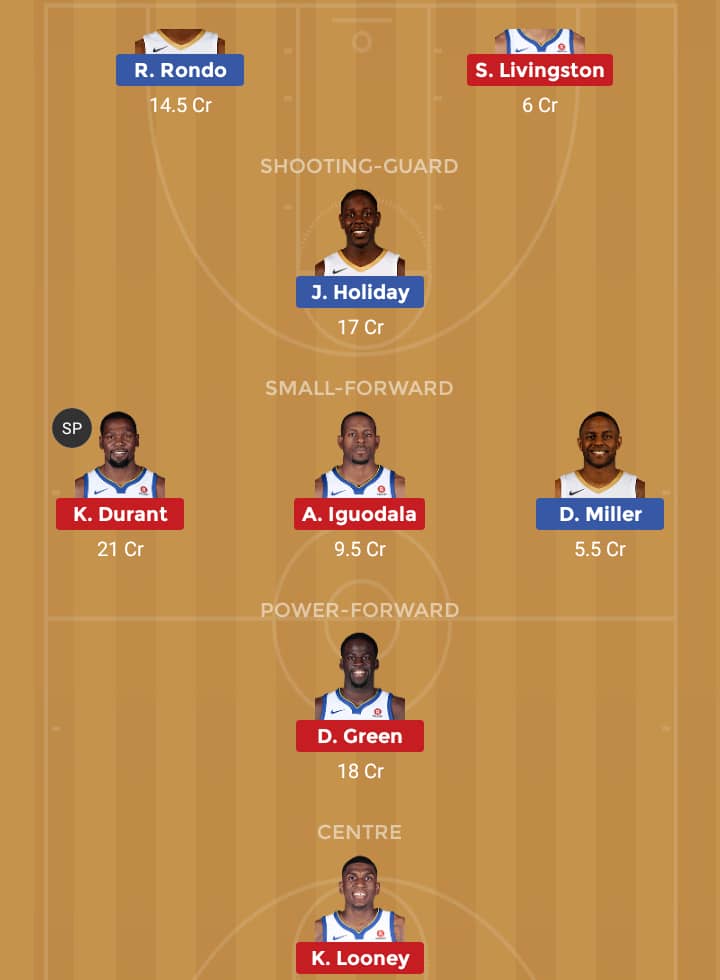 R. Rondo
S. Livingston
14.5 Cr
6 Cr
SHOOTING-GUARD
J. Holiday
17 Cr
SMALL-FORWARD
SP
K. Durant
A. Iguodala
D. Miller
21 Cr
9.5 Cr
5.5 Cr
POWER-FORWARD
D. Green
18 Cr
CENTRE
K. Looney